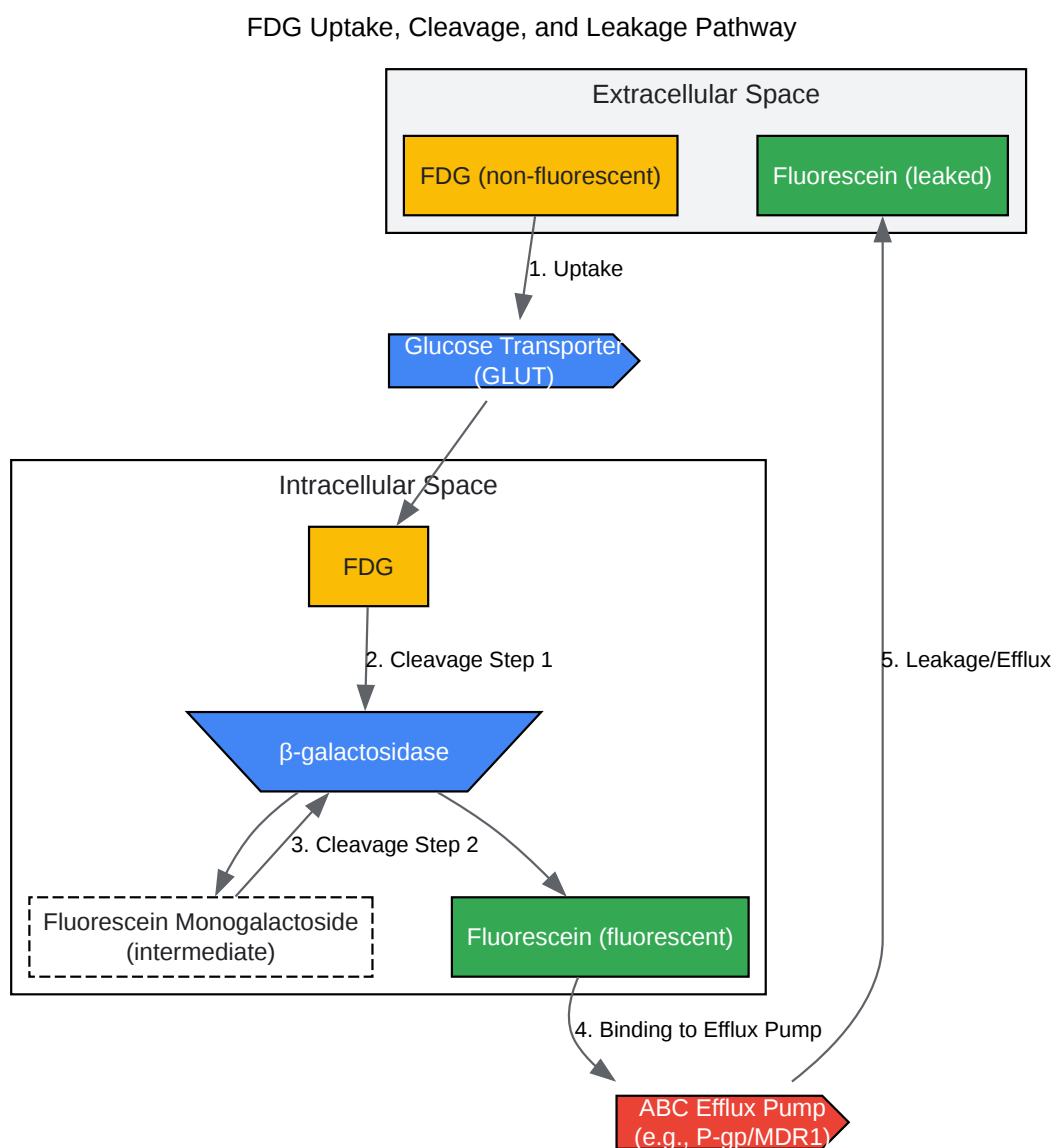 FDG Uptake, Cleavage, and Leakage Pathway
Extracellular Space
FDG (non-fluorescent)
Fluorescein (leaked)
1. Uptake
Glucose Transporter
(GLUT)
Intracellular Space
FDG
2. Cleavage Step 1
5. Leakage/Efflux
β-galactosidase
3. Cleavage Step 2
Fluorescein Monogalactoside
(intermediate)
Fluorescein (fluorescent)
4. Binding to Efflux Pump
ABC Efflux Pump
(e.g., P-gp/MDR1)